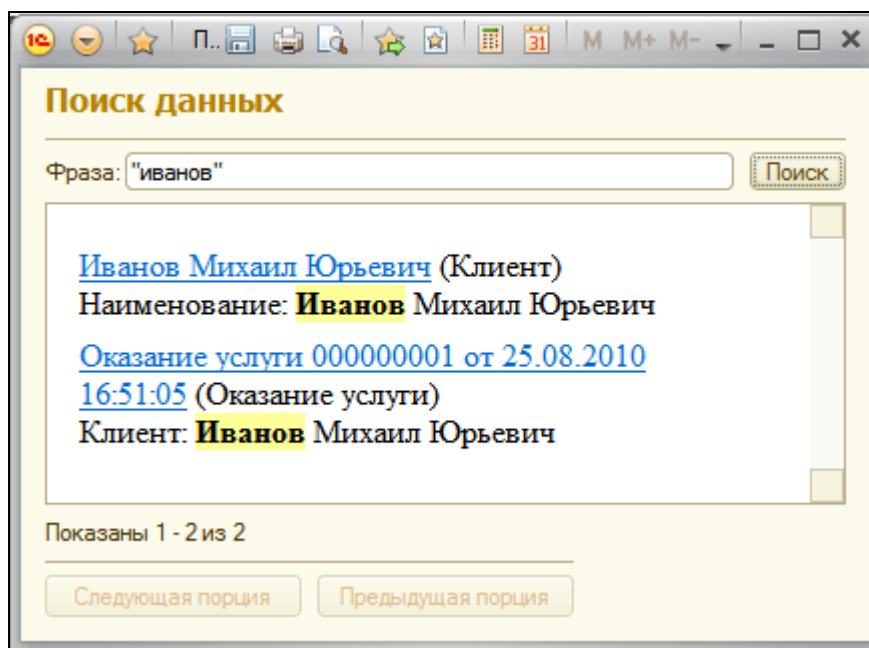 1С П.. 31 M M+ M-
Поиск данных
Фраза: "иванов" Поиск
Иванов Михаил Юрьевич (Клиент)
Наименование: Иванов Михаил Юрьевич
Оказание услуги 000000001 от 25.08.2010
16:51:05 (Оказание услуги)
Клиент: Иванов Михаил Юрьевич
Показаны 1 - 2 из 2
Следующая порция Предыдущая порция